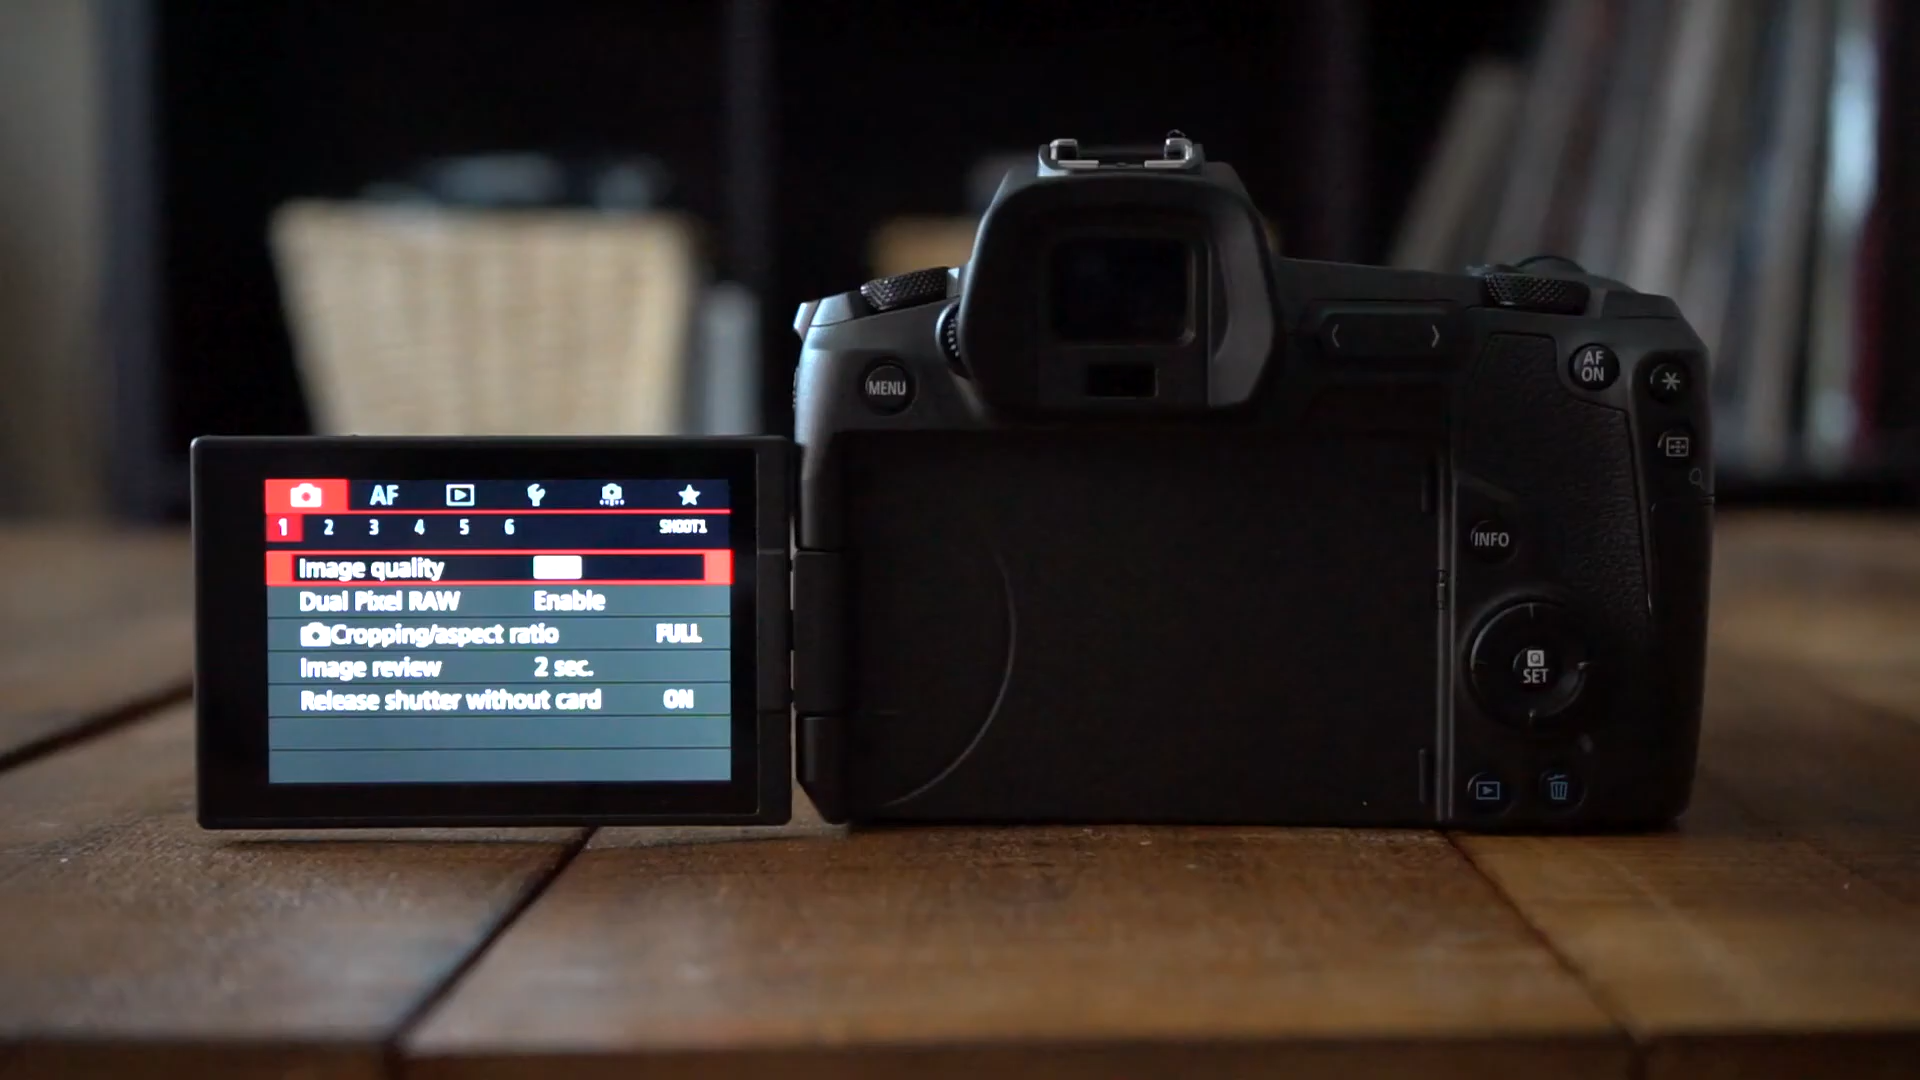 AF
1 2 3 4 5 6 SHOOT1
Image quality
Dual Pixel RAW Enable
Cropping/aspect ratio FULL
Image review 2 sec.
Release shutter without card ON
MENU
AF
ON
INFO
Q
SET